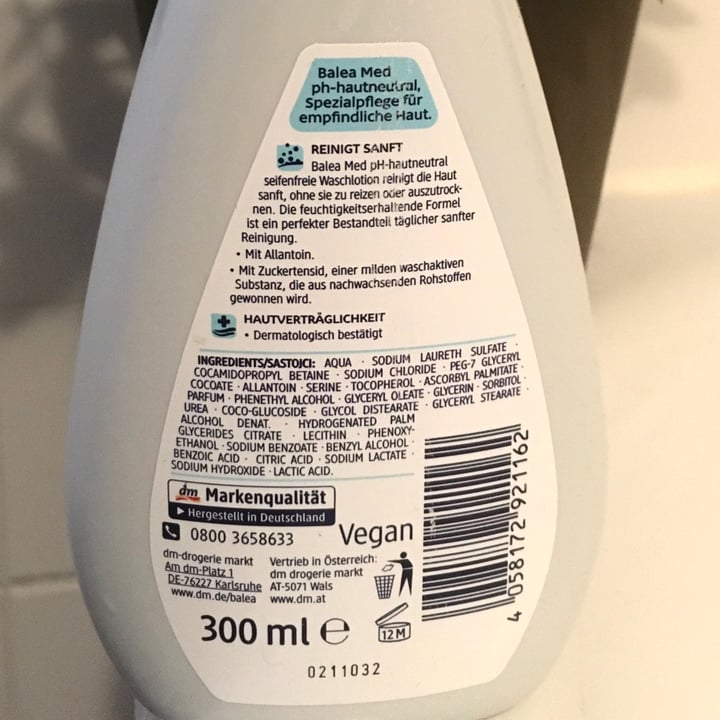 Balea Med
ph-hautneutral,
Spezialpflege für
empfindliche Haut.
REINIGT SANFT
Balea Med pH-hautneutral
seifenfreie Waschlotion reinigt die Haut
sanft, ohne sie zu reizen oder auszutrock-
nen. Die feuchtigkeitserhaltende Formel
ist ein perfekter Bestandteil täglicher sanfter
Reinigung.
• Mit Allantoin.
• Mit Zuckertensid, einer milden waschaktiven
Substanz, die aus nachwachsenden Rohstoffen
gewonnen wird.
HAUTVERTRÄGLICHKEIT
• Dermatologisch bestätigt
INGREDIENTS/SASTOJCI: AQUA · SODIUM LAURETH SULFATE ·
COCAMIDOPROPYL BETAINE · SODIUM CHLORIDE · PEG-7 GLYCERYL
COCOATE · ALLANTOIN · SERINE · TOCOPHEROL · ASCORBYL PALMITATE ·
PARFUM · PHENETHYL ALCOHOL · GLYCERYL OLEATE · GLYCERIN · SORBITOL ·
UREA · COCO-GLUCOSIDE · GLYCOL DISTEARATE · GLYCERYL STEARATE ·
ALCOHOL DENAT. · HYDROGENATED PALM
GLYCERIDES CITRATE · LECITHIN · PHENOXY-
ETHANOL · SODIUM BENZOATE · BENZYL ALCOHOL ·
BENZOIC ACID · CITRIC ACID · SODIUM LACTATE ·
SODIUM HYDROXIDE · LACTIC ACID.
dm Markenqualität
Hergestellt in Deutschland
0800 3658633
Vegan
dm-drogerie markt
Am dm-Platz 1
DE-76227 Karlsruhe
www.dm.de/balea
Vertrieb in Österreich:
dm drogerie markt
AT-5071 Wals
www.dm.at
300 ml ℮
12 M
4 058172 921162
0211032